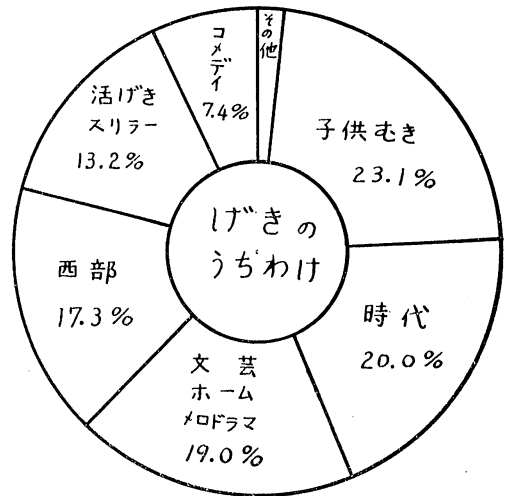 げきの
うぢわけ
その他
子供むき
23.1%
時代
20.0%
文芸
ホーム
メロドラマ
19.0%
西部
17.3%
活げき
スリラー
13.2%
コメデイ
7.4%